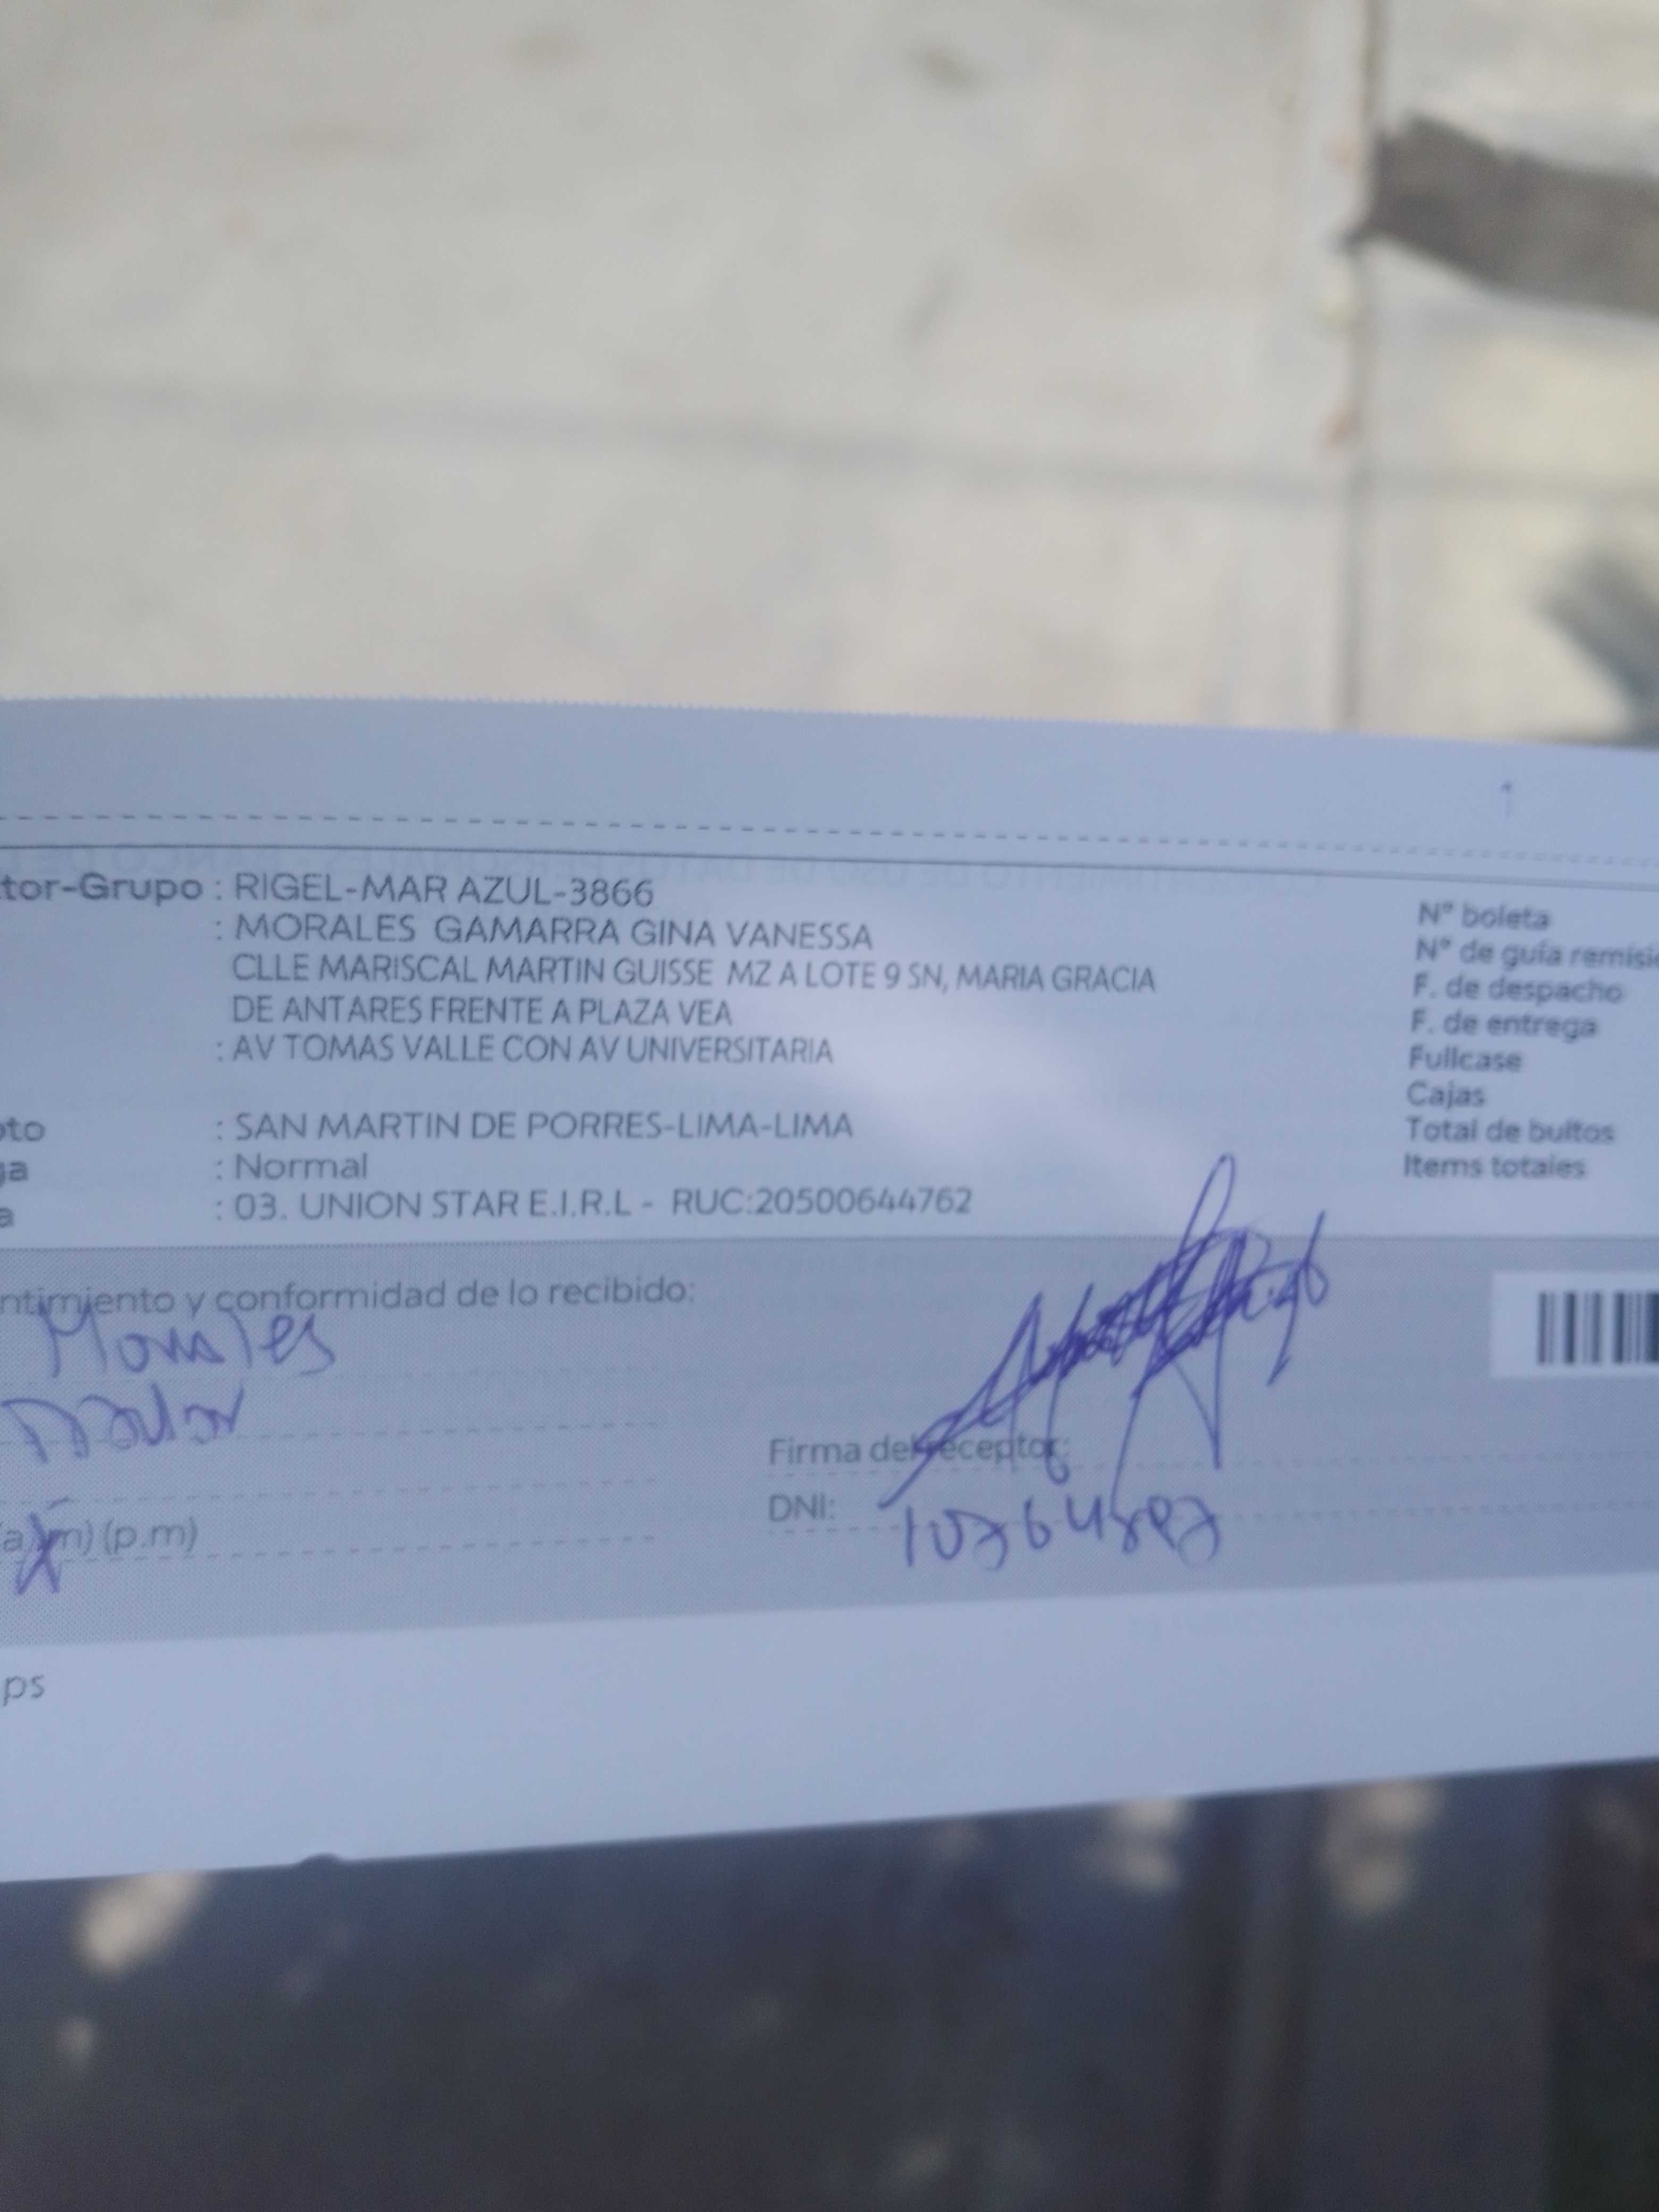 1
tor-Grupo : RIGEL-MAR AZUL-3866
: MORALES GAMARRA GINA VANESSA
CLLE MARISCAL MARTIN GUISSE MZ A LOTE 9 SN, MARIA GRACIA
DE ANTARES FRENTE A PLAZA VEA
: AV TOMAS VALLE CON AV UNIVERSITARIA
oto : SAN MARTIN DE PORRES-LIMA-LIMA
ga : Normal
a : 03. UNION STAR E.I.R.L - RUC:20500644762
N° boleta
N° de guía remisi
F. de despacho
F. de entrega
Fullcase
Cajas
Total de bultos
Items totales
ntimiento y conformidad de lo recibido:
Morales
Firma del receptor:
DNI:
(a.m) (p.m)
ps